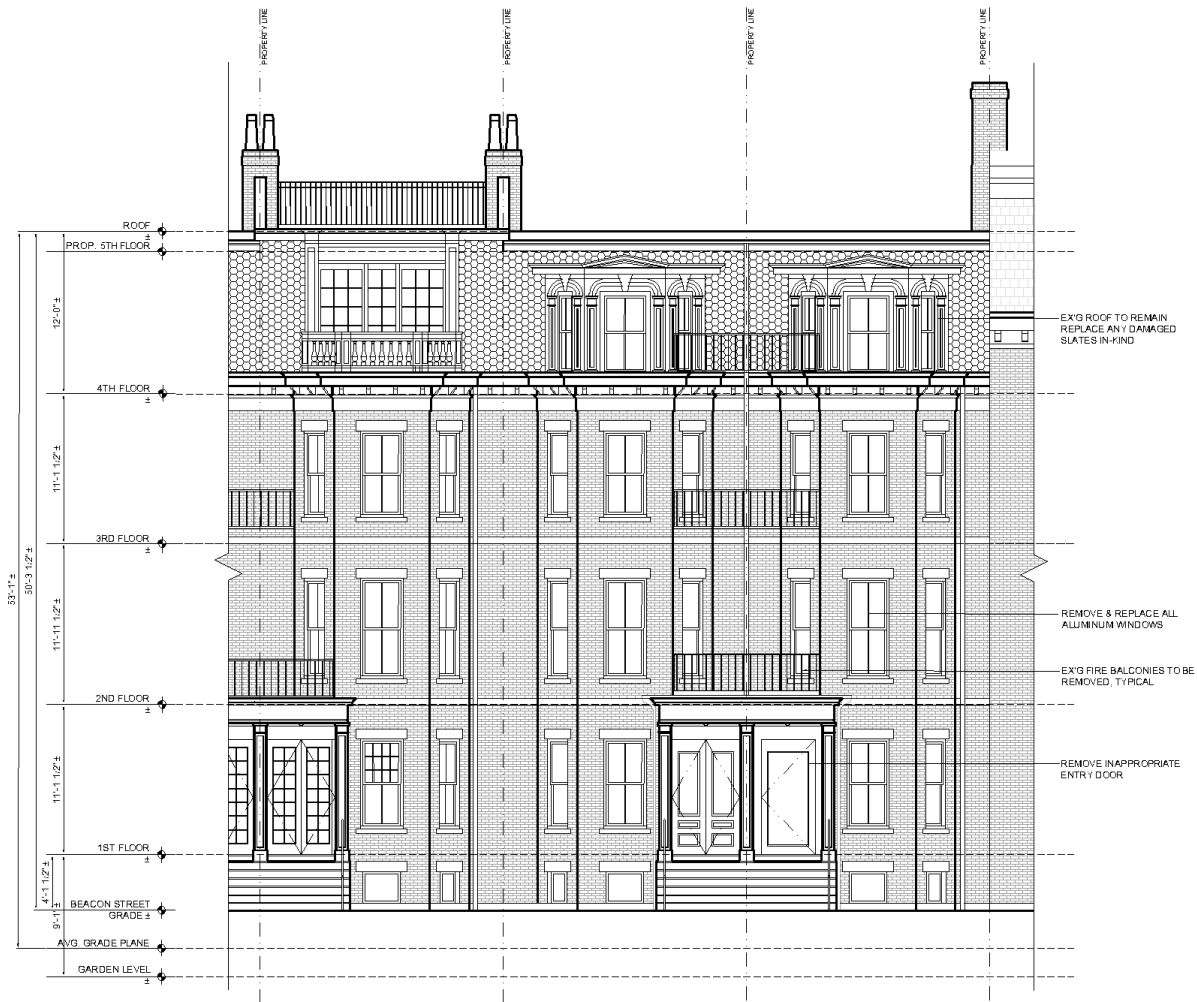 PROPERTY LINE
PROPERTY LINE
PROPERTY LINE
PROPERTY LINE
ROOF
±
PROP. 5TH FLOOR
12'-0" ±
EX'G ROOF TO REMAIN
REPLACE ANY DAMAGED
SLATES IN-KIND
4TH FLOOR
±
11'-1 1/2" ±
3RD FLOOR
±
53'-1" ±
50'-3 1/2" ±
11'-11 1/2" ±
REMOVE & REPLACE ALL
ALUMINUM WINDOWS
EX'G FIRE BALCONIES TO BE
REMOVED, TYPICAL
2ND FLOOR
±
11'-1 1/2" ±
REMOVE INAPPROPRIATE
ENTRY DOOR
1ST FLOOR
±
4'-1 1/2" ±
9'-1" ±
BEACON STREET
GRADE ±
AVG. GRADE PLANE
GARDEN LEVEL
±